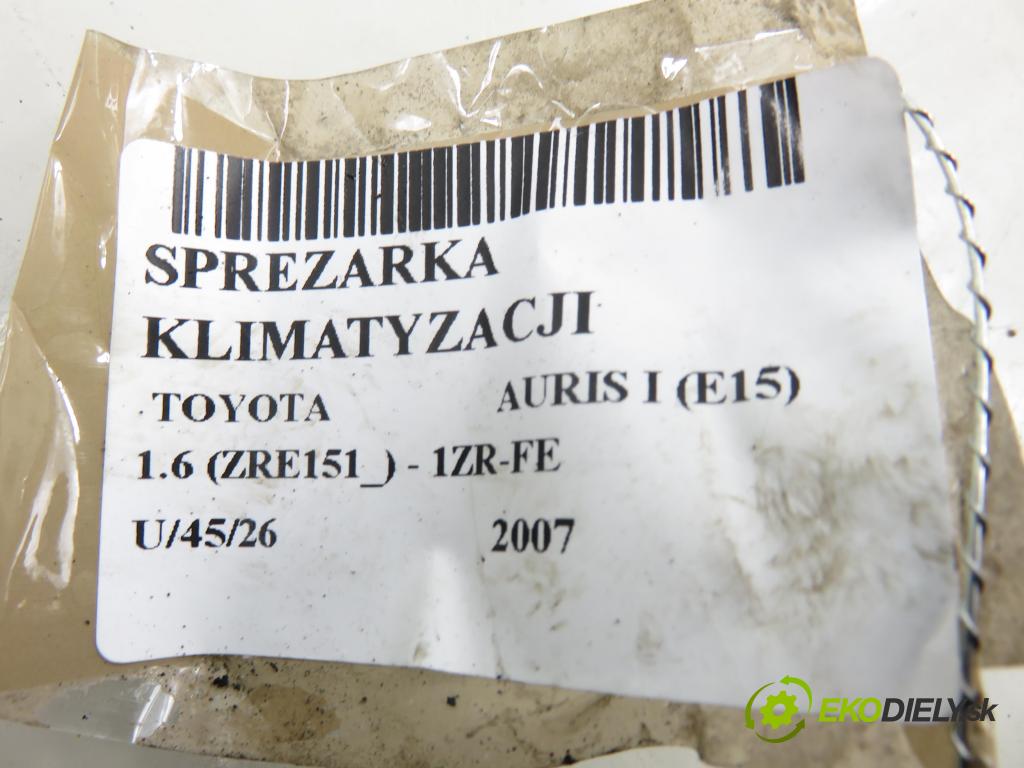 SPREZARKA
KLIMATYZACJI
TOYOTA AURIS I (E15)
1.6 (ZRE151_) - 1ZR-FE
U/45/26 2007
EKODIELY.sk